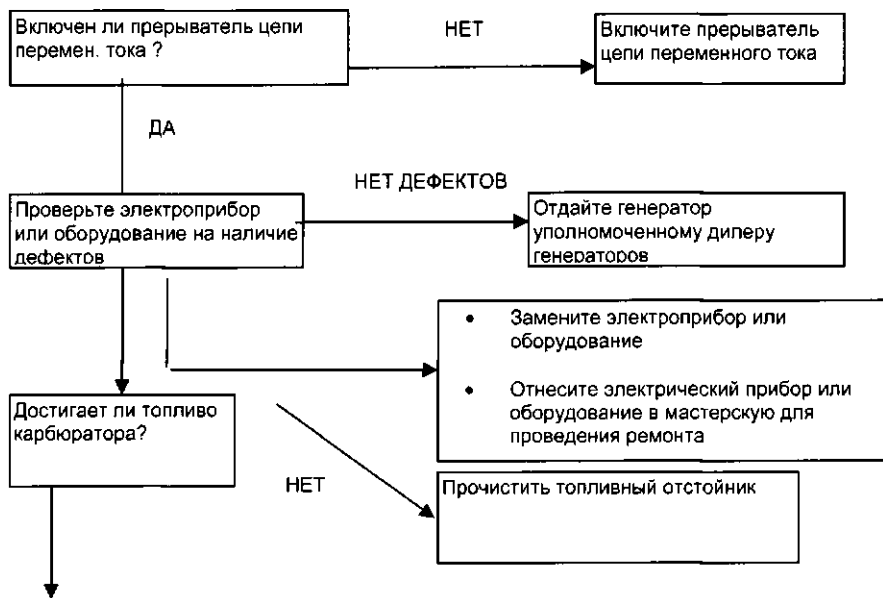 Включен ли прерыватель цепи
перемен. тока ?
НЕТ
Включите прерыватель
цепи переменного тока
ДА
НЕТ ДЕФЕКТОВ
Проверьте электроприбор
или оборудование на наличие
дефектов
Отдайте генератор
уполномоченному дилеру
генераторов
• Замените электроприбор или
оборудование
• Отнесите электрический прибор или
оборудование в мастерскую для
проведения ремонта
Достигает ли топливо
карбюратора?
НЕТ
Прочистить топливный отстойник